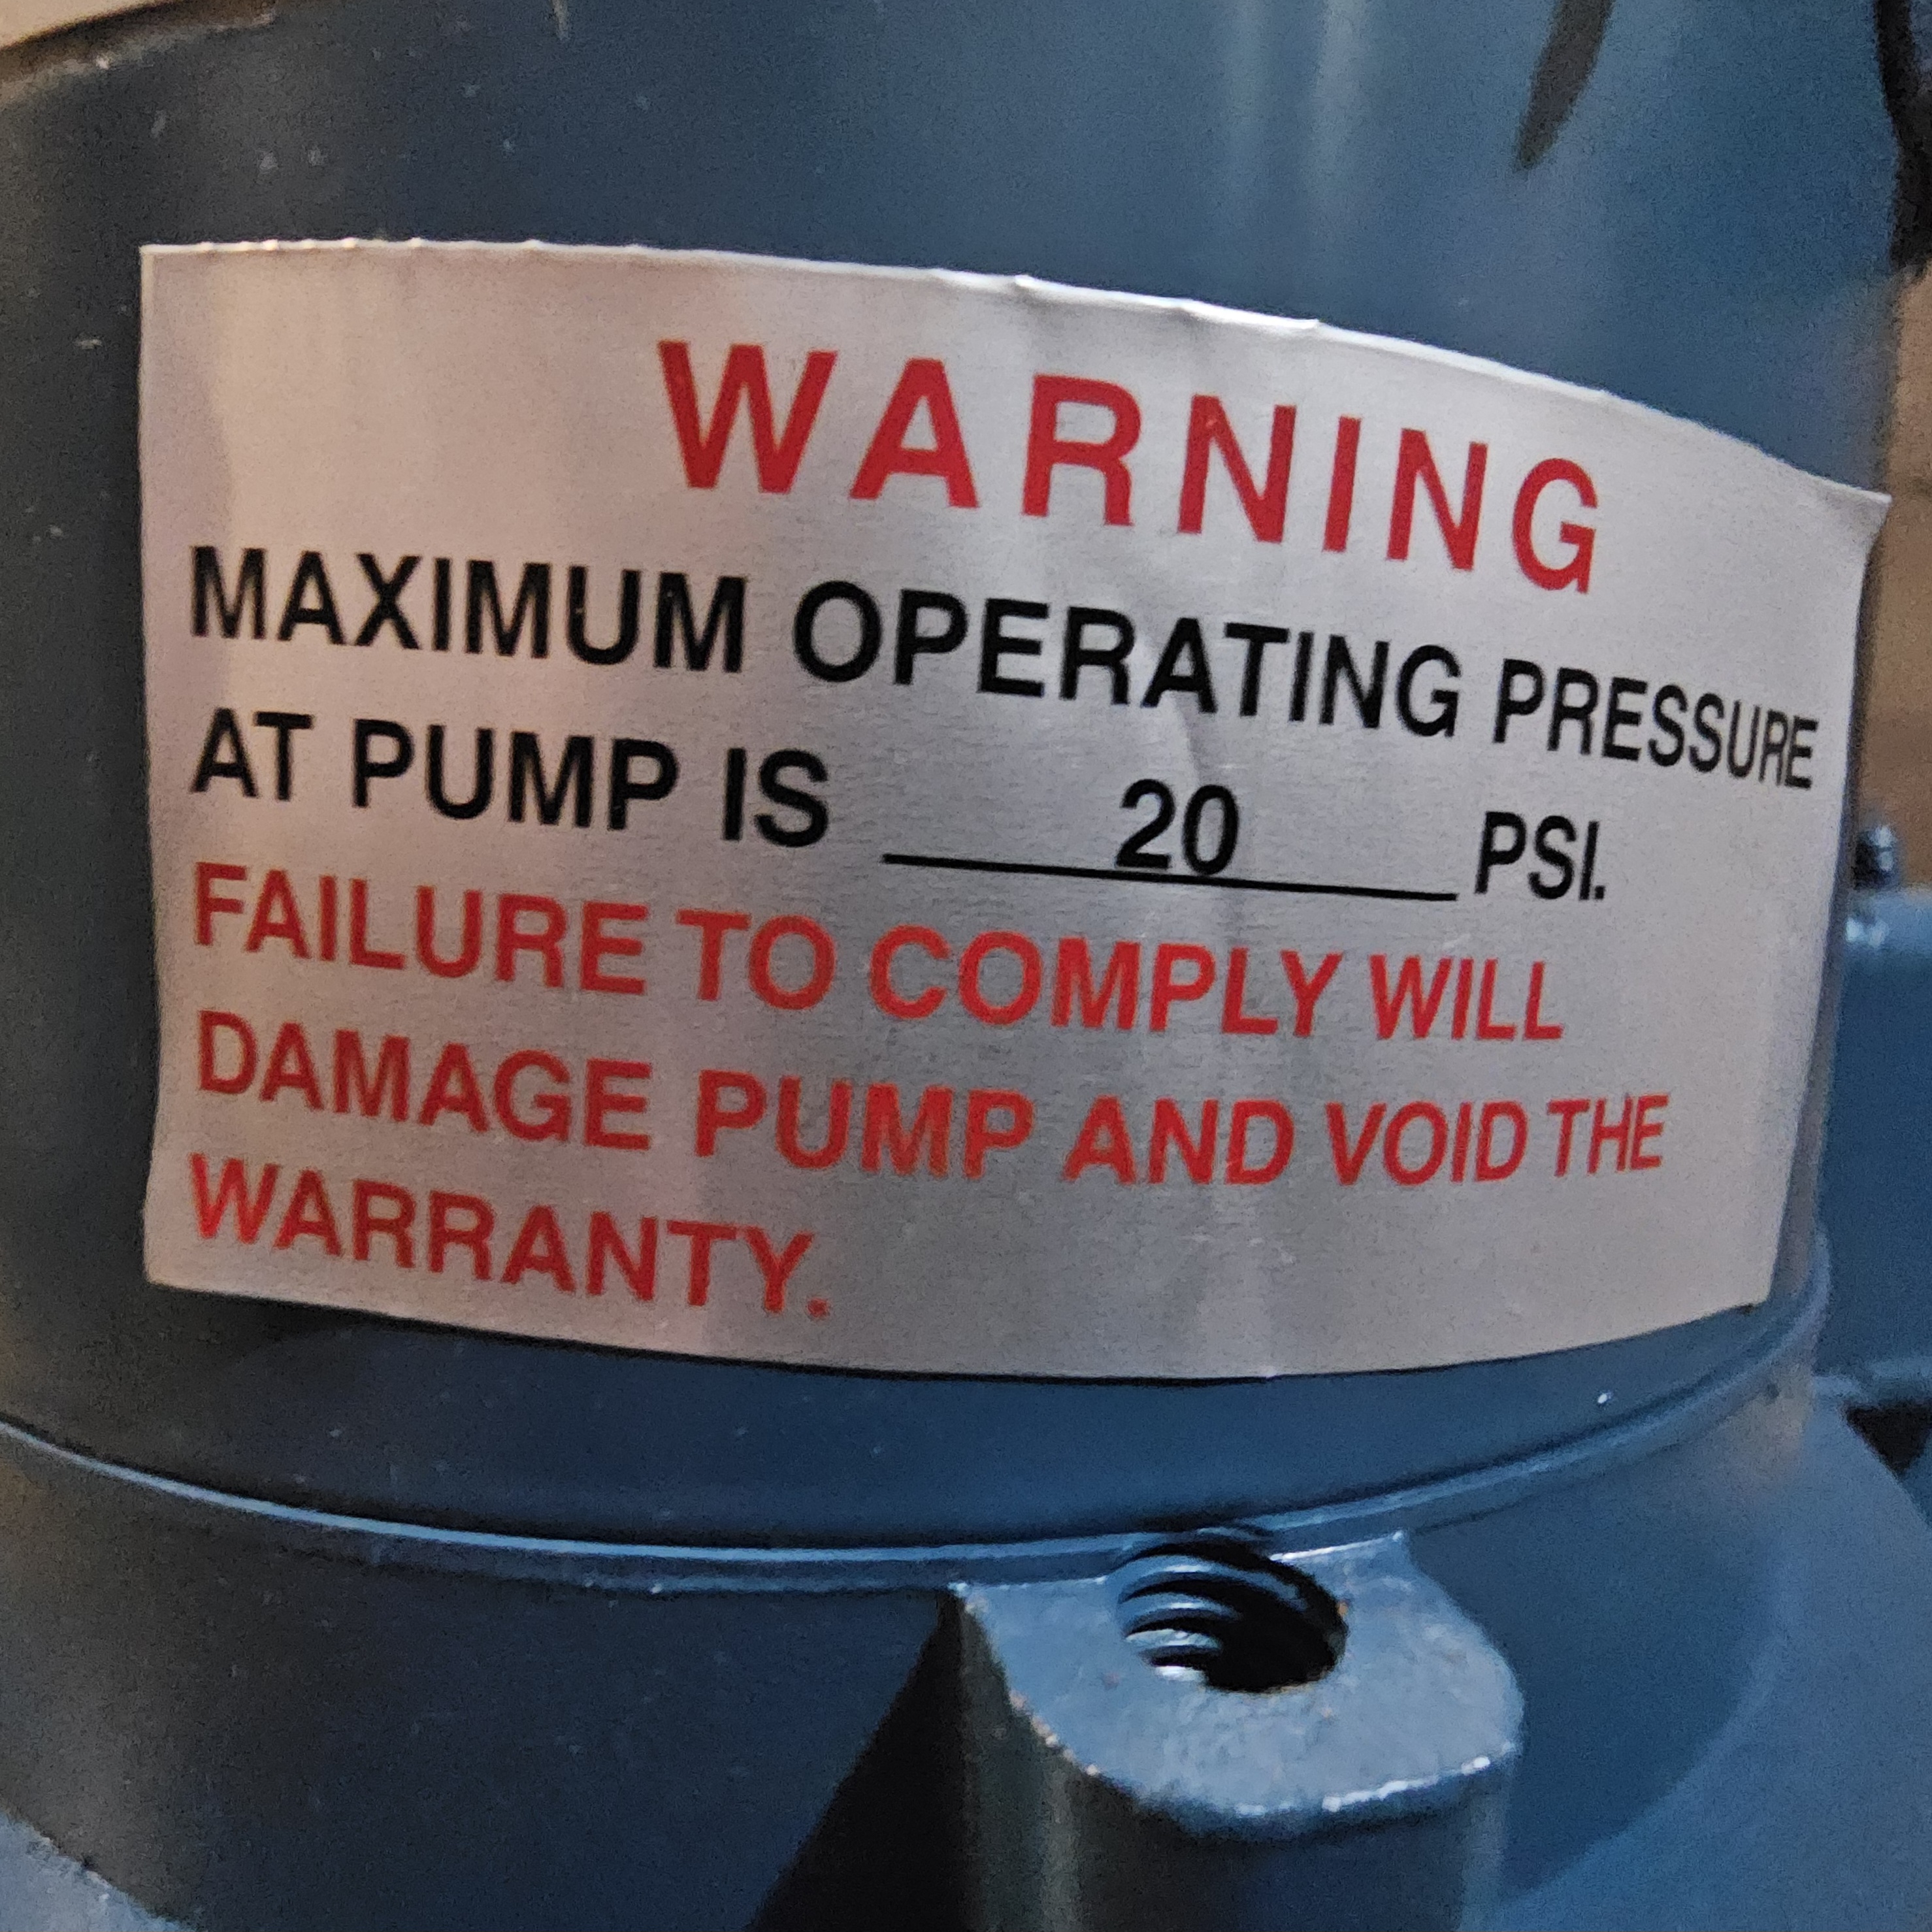 WARNING
MAXIMUM OPERATING PRESSURE
AT PUMP IS 20 PSI.
FAILURE TO COMPLY WILL
DAMAGE PUMP AND VOID THE
WARRANTY.